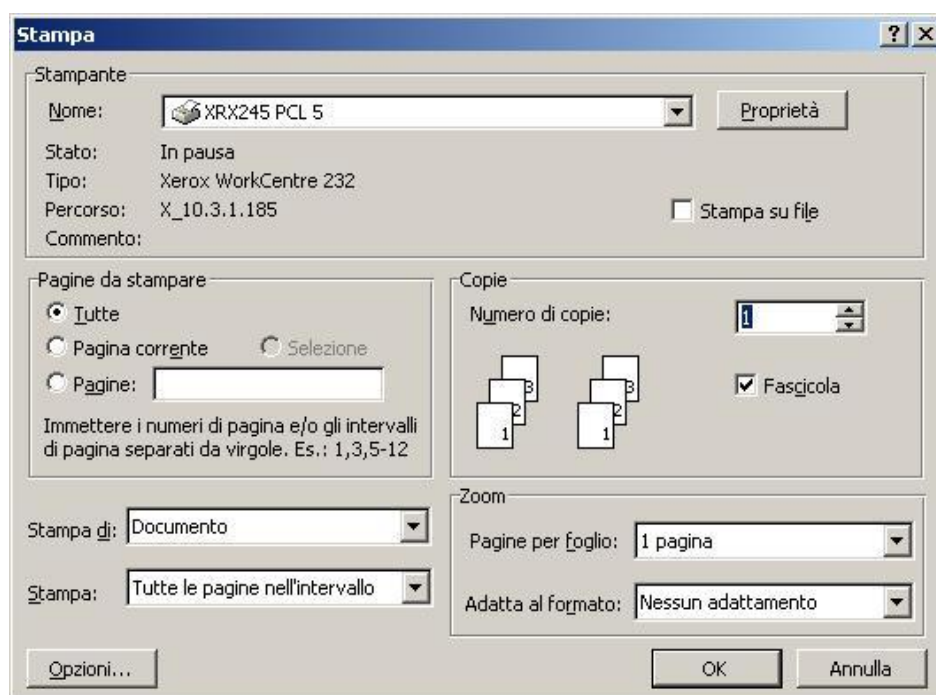 Stampa
Stampante
Nome: XRX245 PCL 5 Proprietà
Stato: In pausa
Tipo: Xerox WorkCentre 232
Percorso: X_10.3.1.185 Stampa su file
Commento:
Pagine da stampare
Tutte
Pagina corrente Selezione
Pagine:
Immettere i numeri di pagina e/o gli intervalli
di pagina separati da virgole. Es.: 1,3,5-12
Copie
Numero di copie: 1
3 3
2 2
1 1
Fascicola
Stampa di: Documento
Stampa: Tutte le pagine nell'intervallo
Zoom
Pagine per foglio: 1 pagina
Adatta al formato: Nessun adattamento
Opzioni... OK Annulla